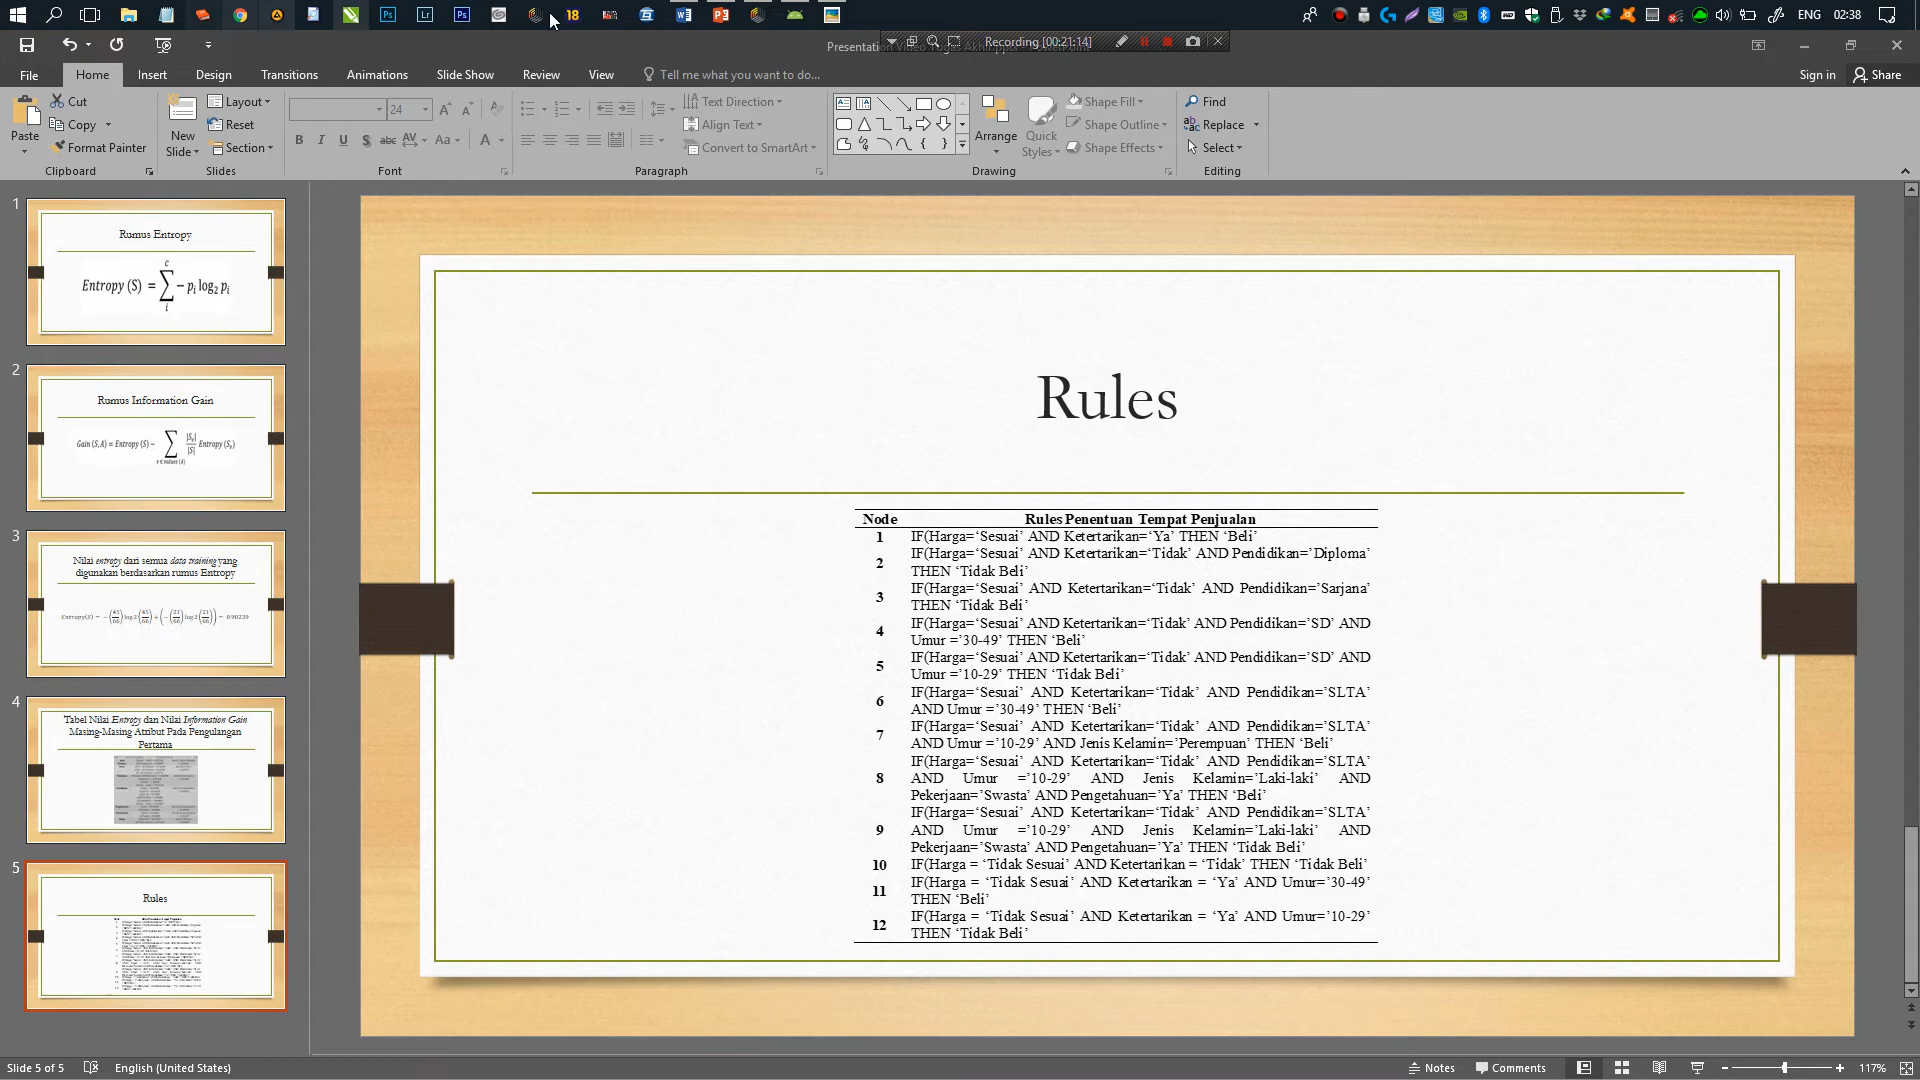 ENG 02:38
Presentation Video Tugas Akhir.pptx - PowerPoint
Recording [00:21:14]
File Home Insert Design Transitions Animations Slide Show Review View Tell me what you want to do...
Sign in Share
Paste
Cut
Copy
Format Painter
Clipboard
New
Slide
Layout
Reset
Section
Slides
24
Font
Text Direction
Align Text
Convert to SmartArt
Paragraph
Arrange
Quick
Styles
Shape Fill
Shape Outline
Shape Effects
Drawing
Find
Replace
Select
Editing
1
Rumus Entropy
Entropy (S) = ∑ − pᵢ log₂ pᵢ
2
Rumus Information Gain
Gain (S,A) = Entropy (S) − ∑ |Sᵥ|/|S| Entropy (Sᵥ)
3
Nilai entropy dari semua data training yang
digunakan berdasarkan rumus Entropy
4
Tabel Nilai Entropy dan Nilai Information Gain
Masing-Masing Atribut Pada Pengulangan
Pertama
5
Rules
Rules
Node Rules Penentuan Tempat Penjualan
1 IF(Harga=‘Sesuai’ AND Ketertarikan=‘Ya’ THEN ‘Beli’
2 IF(Harga=‘Sesuai’ AND Ketertarikan=‘Tidak’ AND Pendidikan=’Diploma’
THEN ‘Tidak Beli’
3 IF(Harga=‘Sesuai’ AND Ketertarikan=‘Tidak’ AND Pendidikan=’Sarjana’
THEN ‘Tidak Beli’
4 IF(Harga=‘Sesuai’ AND Ketertarikan=‘Tidak’ AND Pendidikan=’SD’ AND
Umur =’30-49’ THEN ‘Beli’
5 IF(Harga=‘Sesuai’ AND Ketertarikan=‘Tidak’ AND Pendidikan=’SD’ AND
Umur =’10-29’ THEN ‘Tidak Beli’
6 IF(Harga=‘Sesuai’ AND Ketertarikan=‘Tidak’ AND Pendidikan=’SLTA’
AND Umur =’30-49’ THEN ‘Beli’
7 IF(Harga=‘Sesuai’ AND Ketertarikan=‘Tidak’ AND Pendidikan=’SLTA’
AND Umur =’10-29’ AND Jenis Kelamin=’Perempuan’ THEN ‘Beli’
8 IF(Harga=‘Sesuai’ AND Ketertarikan=‘Tidak’ AND Pendidikan=’SLTA’
AND Umur =’10-29’ AND Jenis Kelamin=’Laki-laki’ AND
Pekerjaan=’Swasta’ AND Pengetahuan=’Ya’ THEN ‘Beli’
9 IF(Harga=‘Sesuai’ AND Ketertarikan=‘Tidak’ AND Pendidikan=’SLTA’
AND Umur =’10-29’ AND Jenis Kelamin=’Laki-laki’ AND
Pekerjaan=’Swasta’ AND Pengetahuan=’Ya’ THEN ‘Tidak Beli’
10 IF(Harga = ‘Tidak Sesuai’ AND Ketertarikan = ‘Tidak’ THEN ‘Tidak Beli’
11 IF(Harga = ‘Tidak Sesuai’ AND Ketertarikan = ‘Ya’ AND Umur=’30-49’
THEN ‘Beli’
12 IF(Harga = ‘Tidak Sesuai’ AND Ketertarikan = ‘Ya’ AND Umur=’10-29’
THEN ‘Tidak Beli’
Slide 5 of 5 English (United States)
Notes Comments 117%